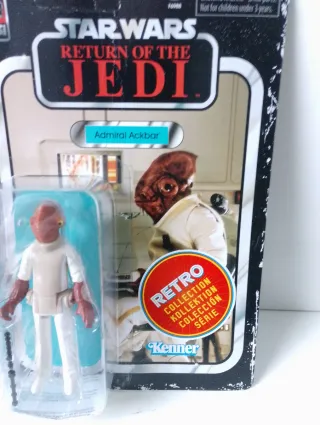 Not for children under 3 years.
STAR WARS
RETURN OF THE
JEDI
Admiral Ackbar
RETRO
COLLECTION
KOLLEKTION
COLECCIÓN
SÉRIE
Kenner